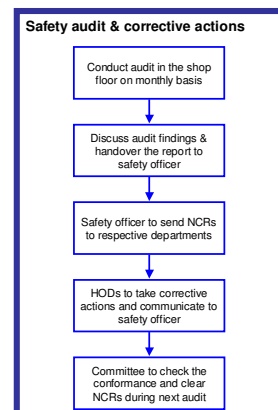 Safety audit & corrective actions
Conduct audit in the shop
floor on monthly basis
Discuss audit findings &
handover the report to
safety officer
Safety officer to send NCRs
to respective departments
HODs to take corrective
actions and communicate to
safety officer
Committee to check the
conformance and clear
NCRs during next audit